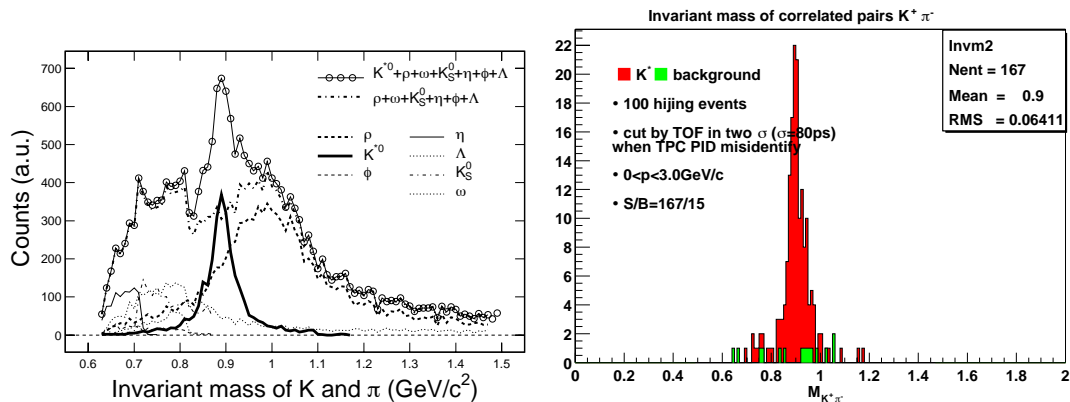 Counts (a.u.)
700
600
500
400
300
200
100
0
K*0+ρ+ω+K0S+η+φ+Λ
ρ+ω+K0S+η+φ+Λ
ρ
K*0
φ
η
Λ
K0S
ω
0.6 0.7 0.8 0.9 1 1.1 1.2 1.3 1.4 1.5
Invariant mass of K and π (GeV/c2)
Invariant mass of correlated pairs K+ π-
Invm2
Nent = 167
Mean = 0.9
RMS = 0.06411
22
20
18
16
14
12
10
8
6
4
2
0
K* background
• 100 hijing events
• cut by TOF in two σ (σ=80ps)
when TPC PID misidentify
• 0<p<3.0GeV/c
• S/B=167/15
0 0.2 0.4 0.6 0.8 1 1.2 1.4 1.6 1.8 2
MK+π-